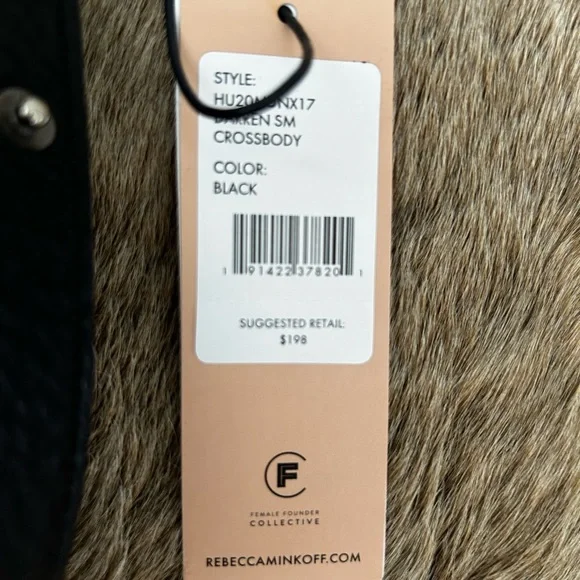 STYLE:
CROSSBODY
SM
COLOR:
BLACK
1 91422 37820 1
SUGGESTED RETAIL:
$198
F
FEMALE FOUNDER
COLLECTIVE
REBECCAMINKOFF.COM